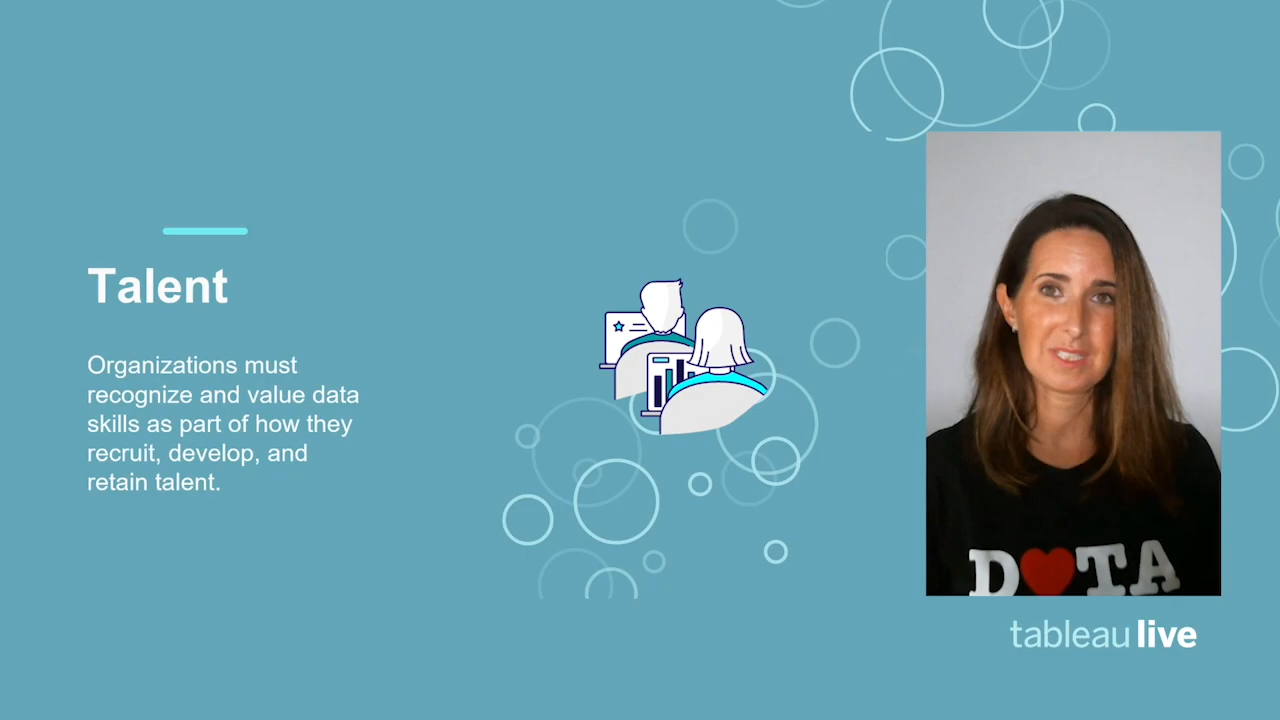 Talent
Organizations must
recognize and value data
skills as part of how they
recruit, develop, and
retain talent.
D❤TA
tableau live